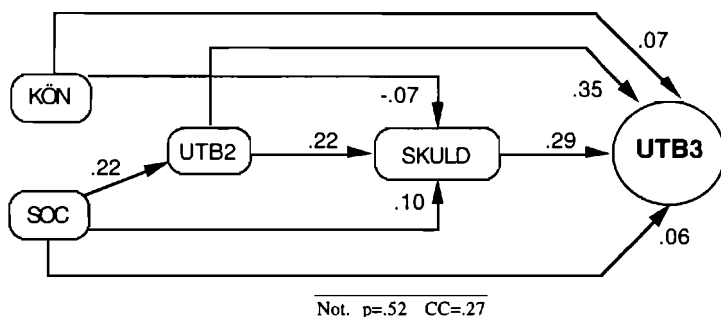 .07
KÖN
-.07
.35
UTB2
.22
SKULD
.29
UTB3
.22
SOC
.10
.06
Not. p=.52 CC=.27